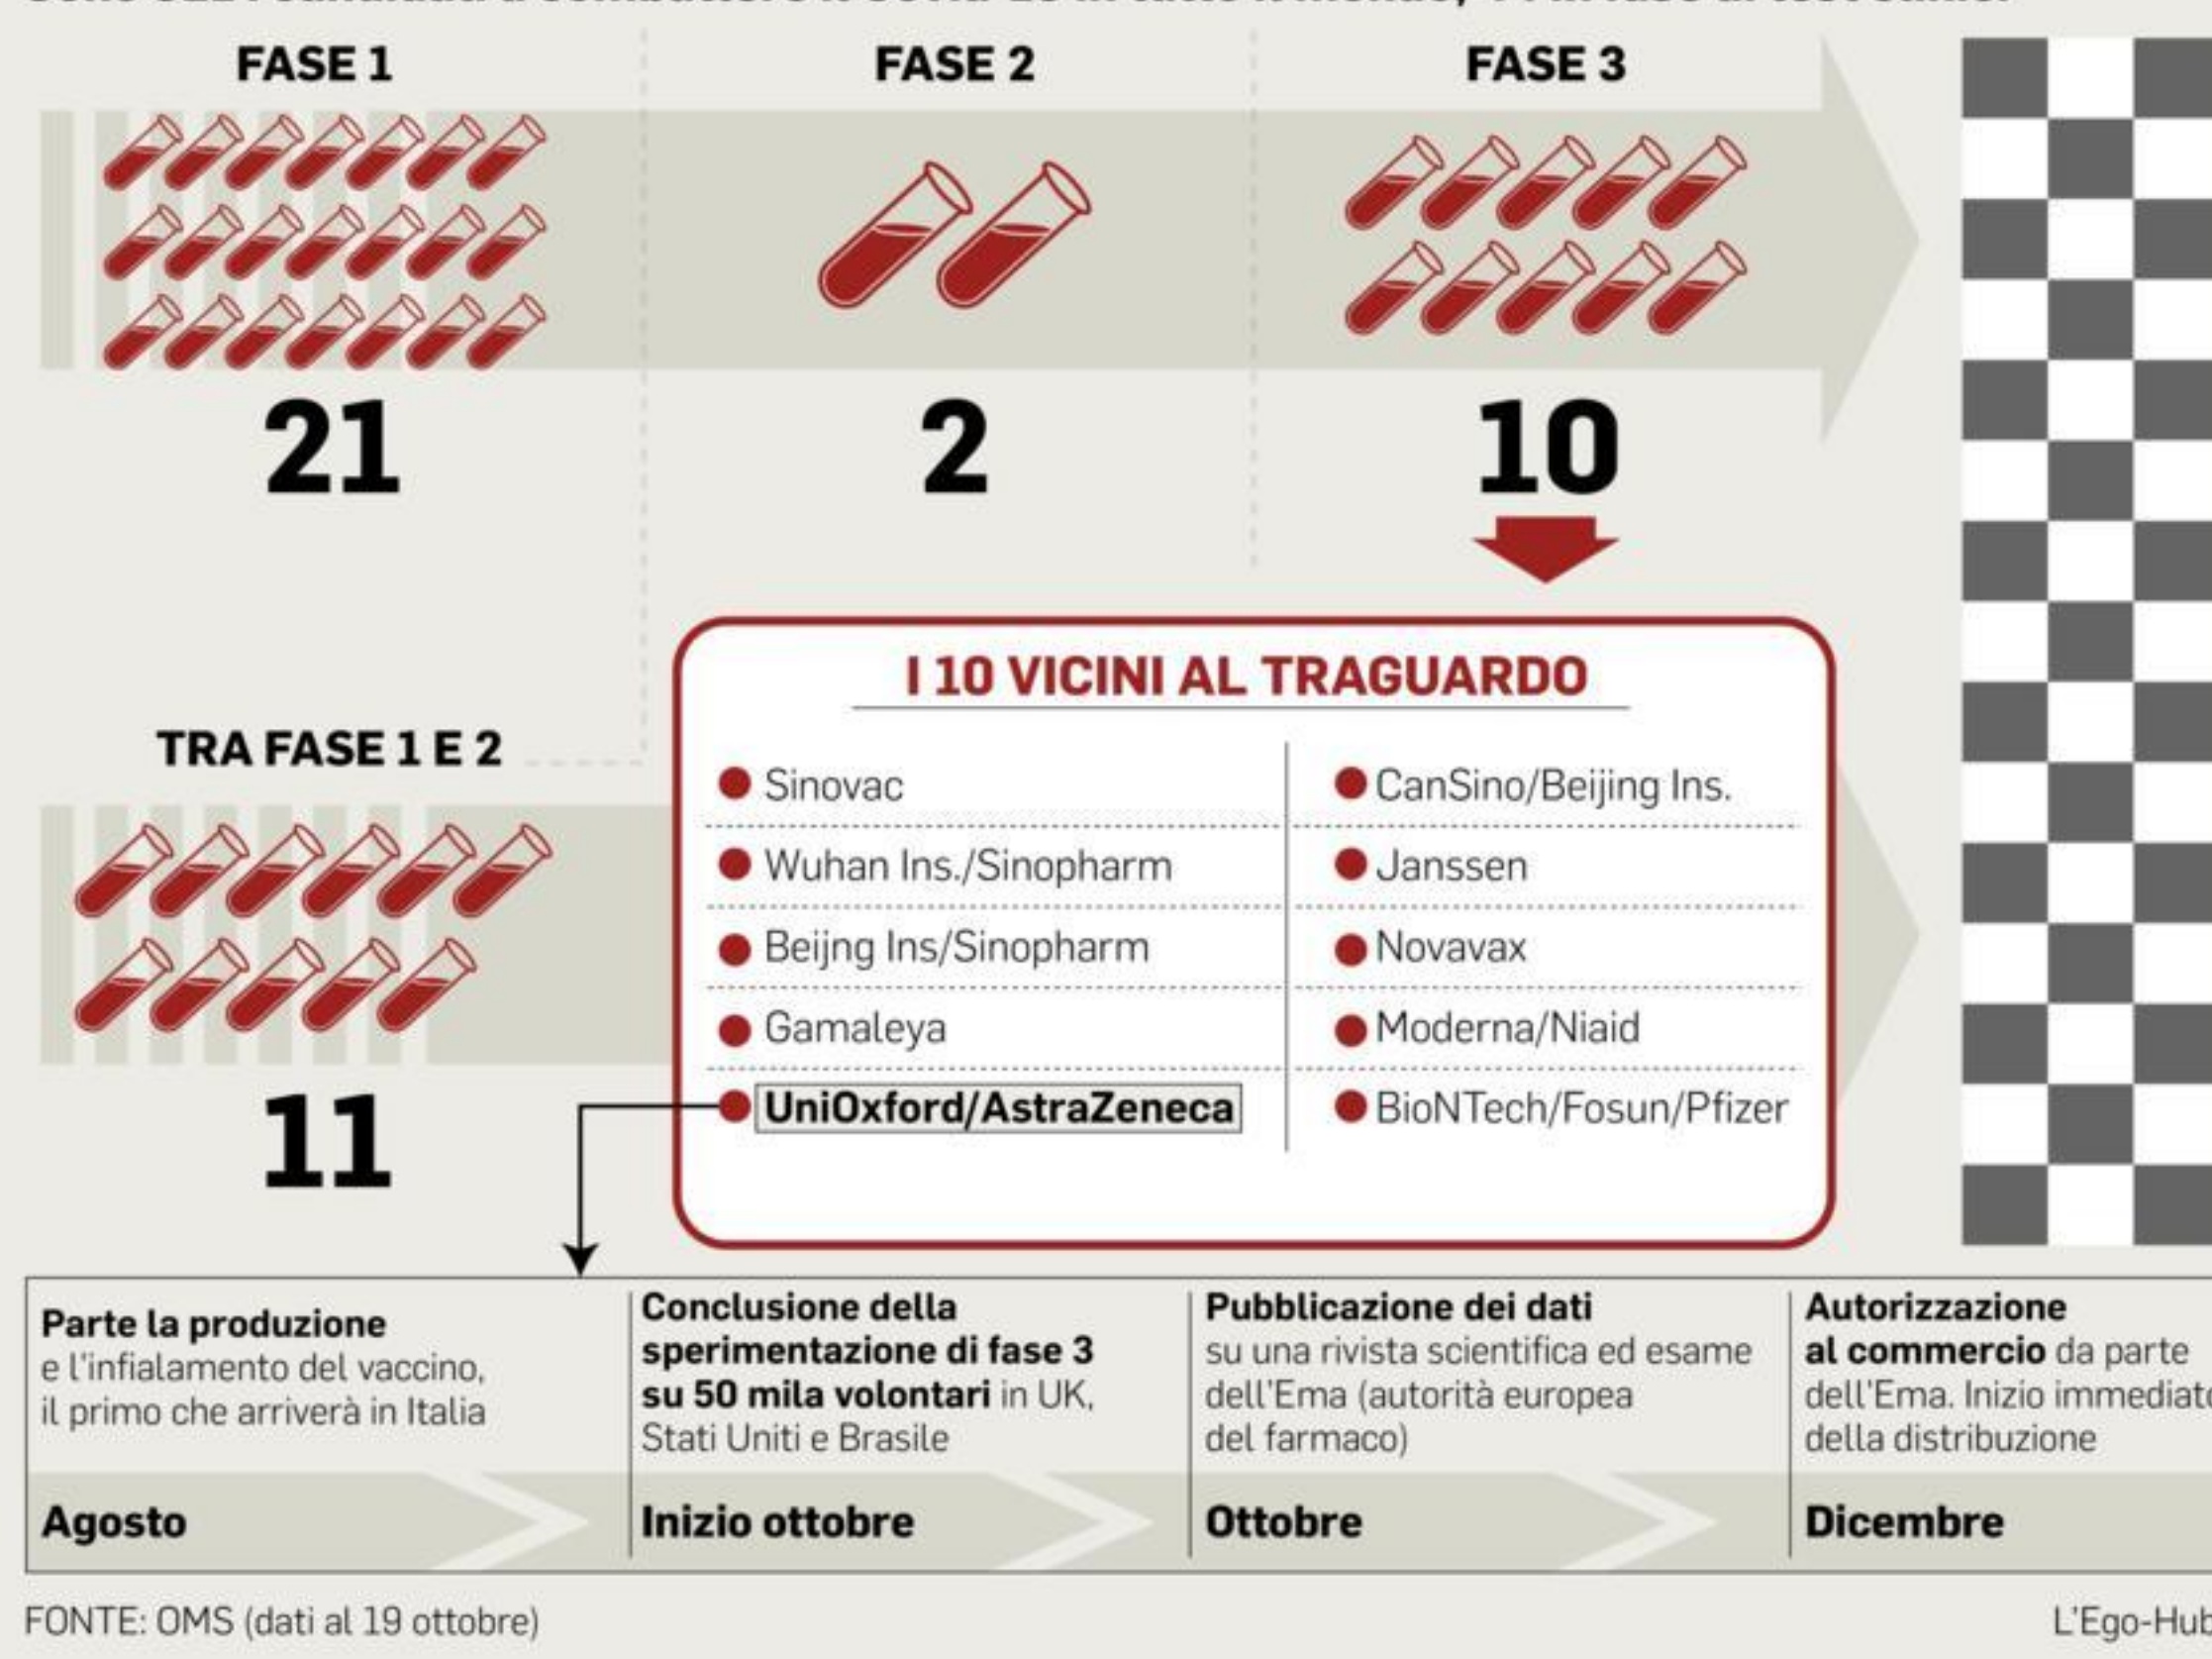 FASE 1
FASE 2
FASE 3
21
2
10
I 10 VICINI AL TRAGUARDO
Sinovac
Wuhan Ins./Sinopharm
Beijng Ins/Sinopharm
Gamaleya
UniOxford/AstraZeneca
CanSino/Beijing Ins.
Janssen
Novavax
Moderna/Niaid
BioNTech/Fosun/Pfizer
TRA FASE 1 E 2
11
Parte la produzione
e l'infialamento del vaccino,
il primo che arriverà in Italia
Agosto
Conclusione della
sperimentazione di fase 3
su 50 mila volontari in UK,
Stati Uniti e Brasile
Inizio ottobre
Pubblicazione dei dati
su una rivista scientifica ed esame
dell'Ema (autorità europea
del farmaco)
Ottobre
Autorizzazione
al commercio da parte
dell'Ema. Inizio immediato
della distribuzione
Dicembre
FONTE: OMS (dati al 19 ottobre)
L'Ego-Hub